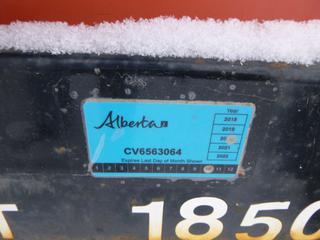 Alberta
Year
2018
2019
2021
2022
CV6563064
Expires Last Day of Month Shown
1 2 3 4 5 6 7 8 9 11 12
T 1850